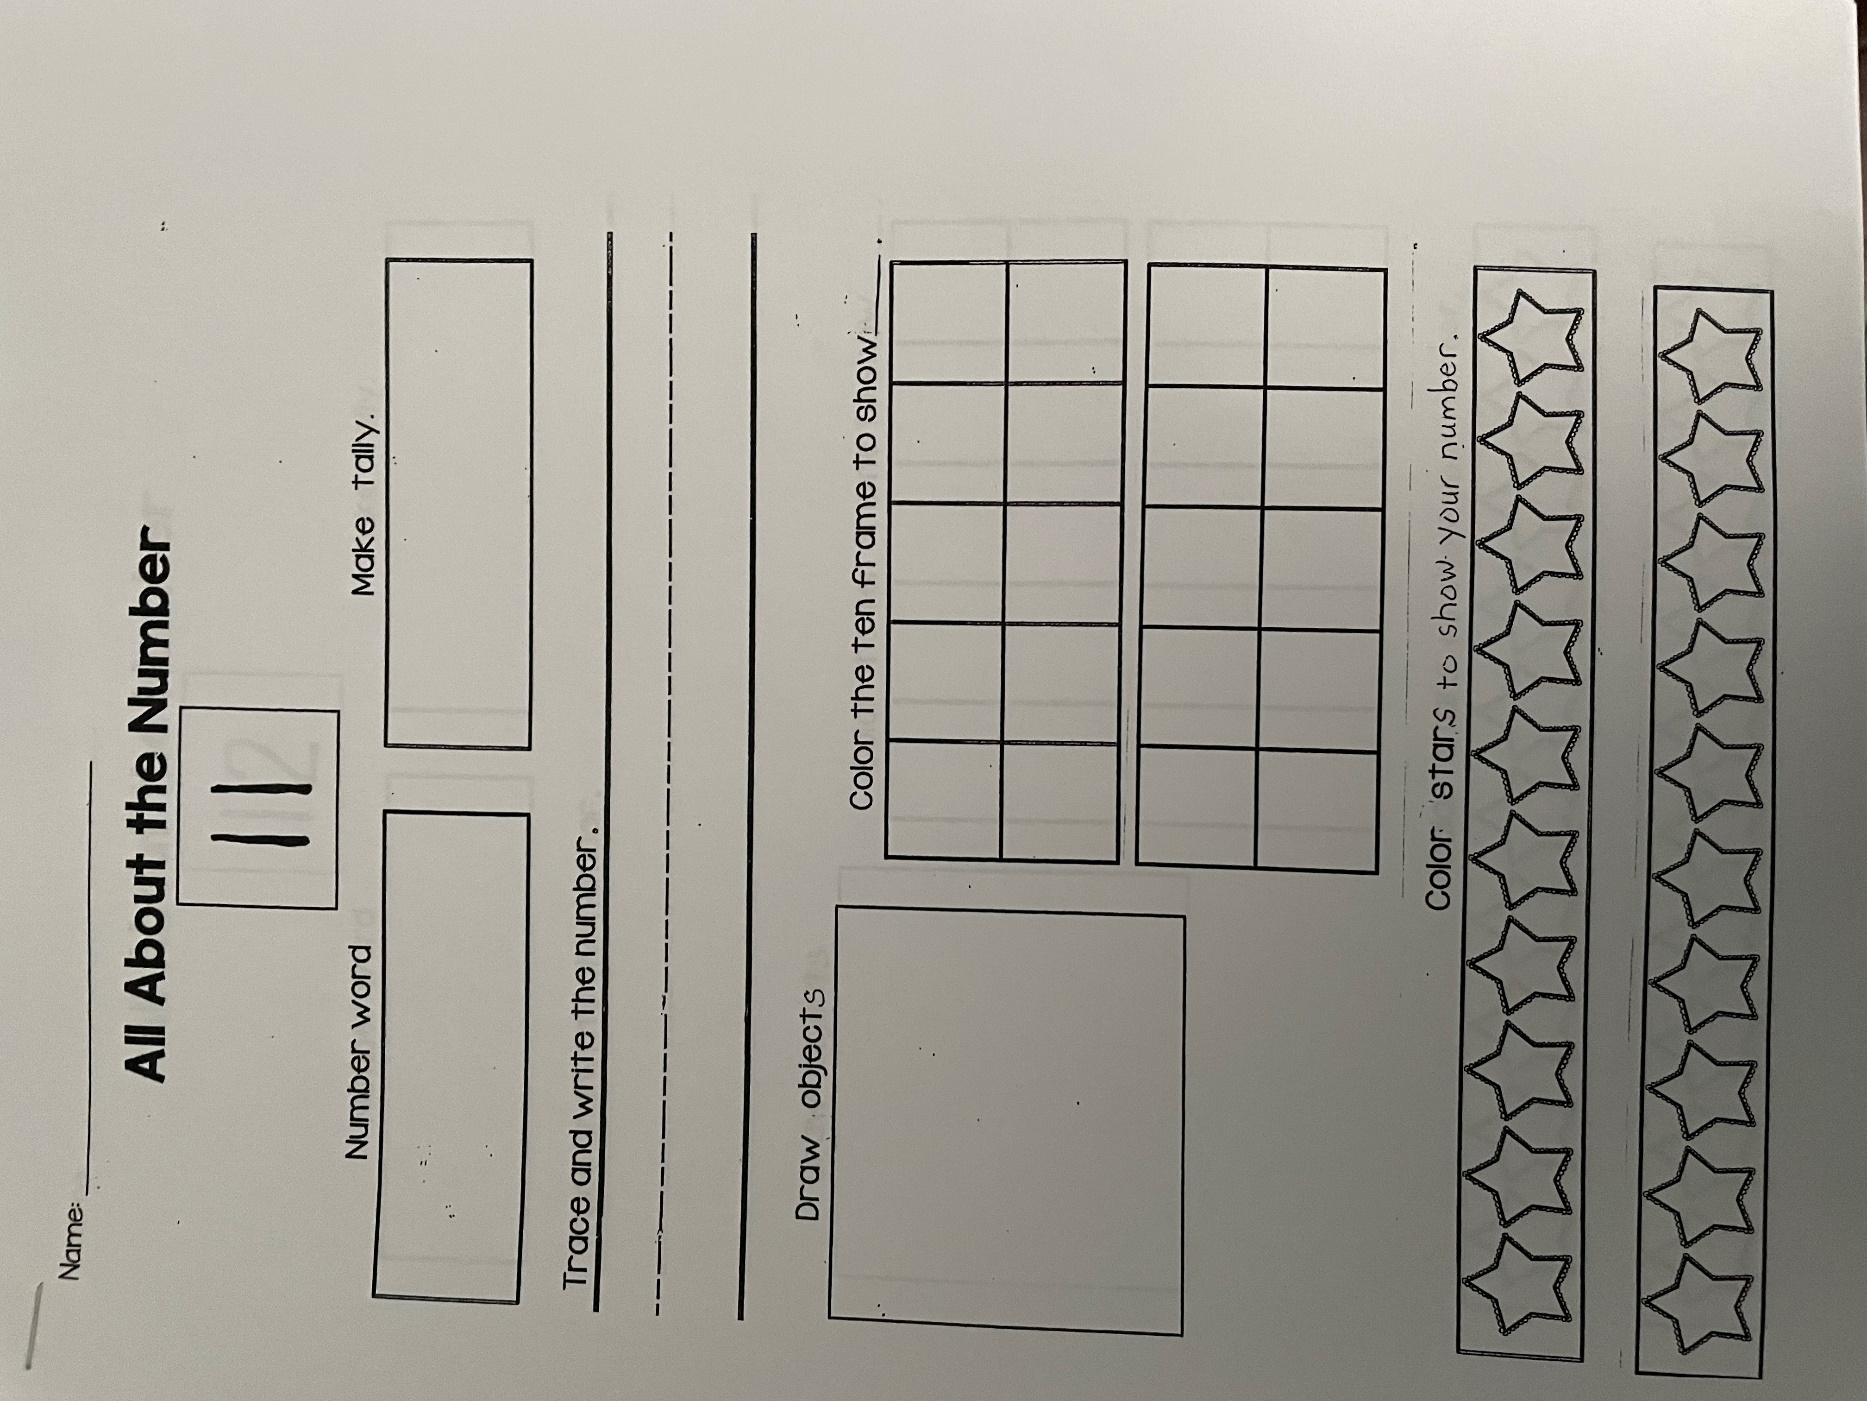 Name:
All About the Number
11
Number word
Make tally.
Trace and write the number.
Draw objects
Color the ten frame to show
Color stars to show your number.